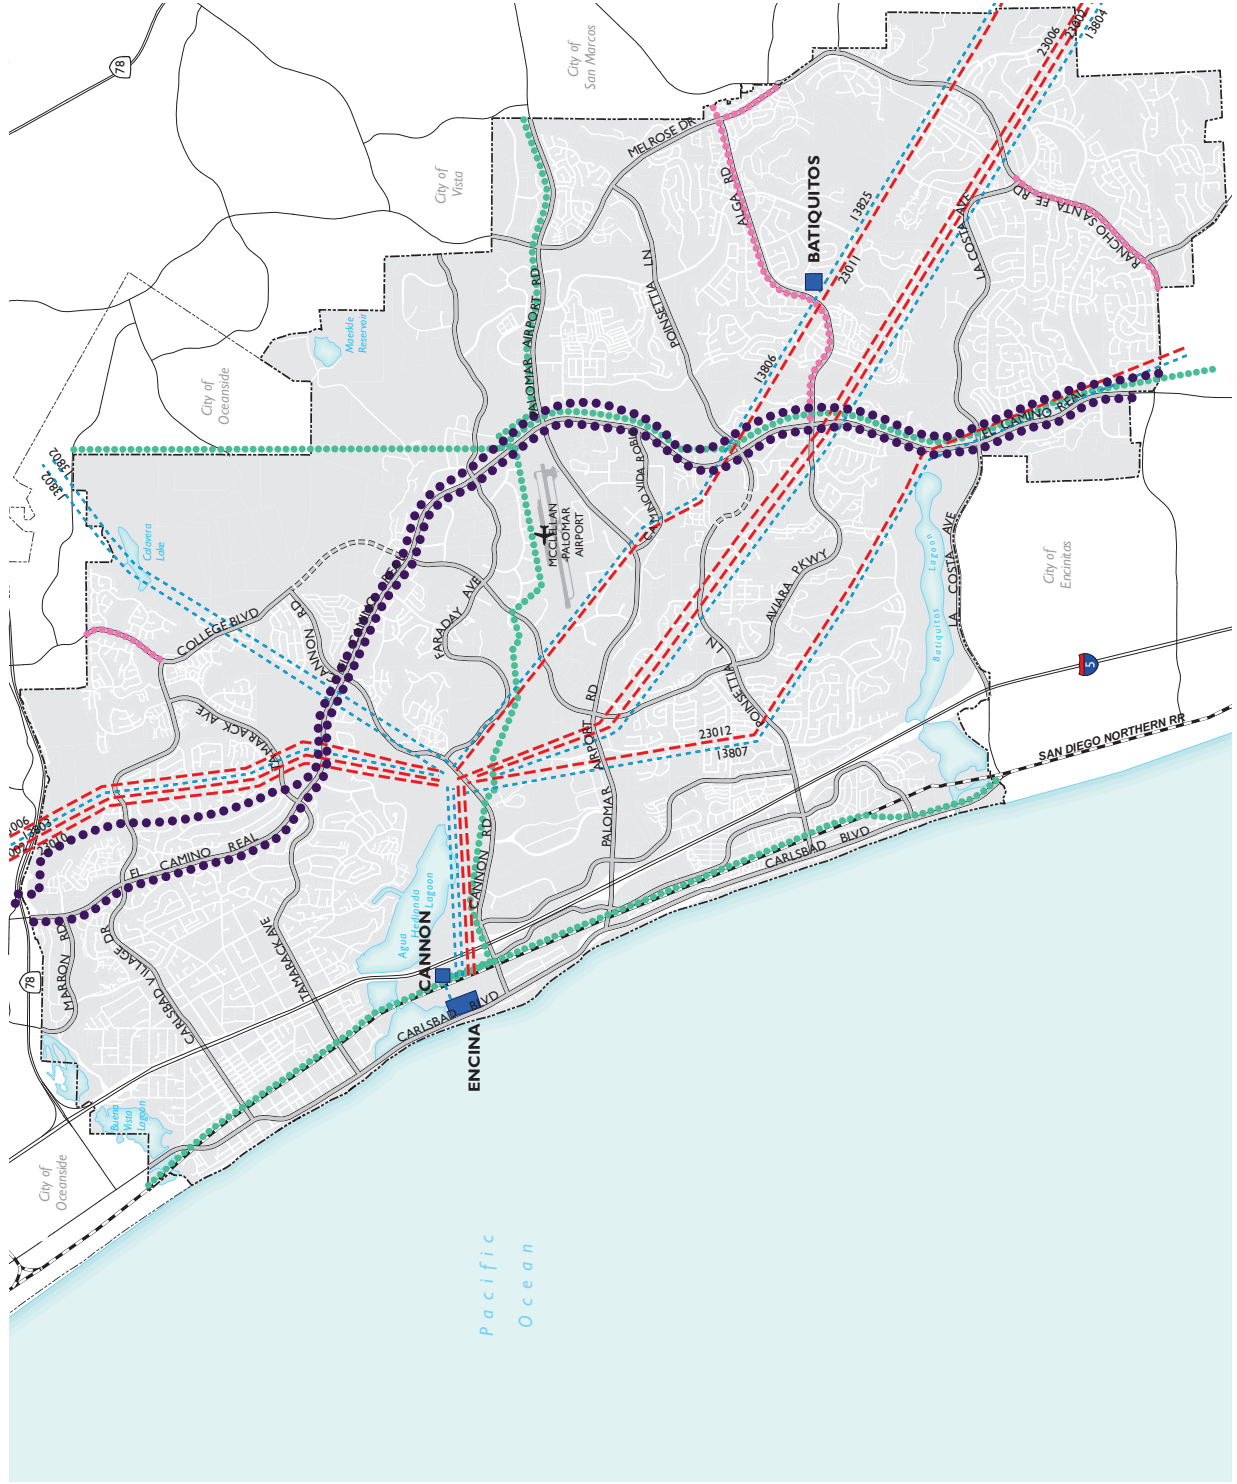 78
City of
San Marcos
23006
23002
13804
City of
Vista
MELROSE DR
ALGA RD
BATIQUITOS
13825
23011
LA COSTA AVE
RANCHO SANTA FE RD
POINSETTIA LN
PALOMAR AIRPORT RD
Maerkle
Reservoir
City of
Oceanside
13806
EL CAMINO REAL
13802
13802
Calavera
Lake
CAMINO VIDA ROBLE
MCCLELLAN
PALOMAR
AIRPORT
EL CAMINO REAL
COLLEGE BLVD
CANNON RD
FARADAY AVE
AVIARA PKWY
Batiquitos Lagoon
LA COSTA AVE
City of
Encinitas
5
TAMARACK AVE
POINSETTIA LN
PALOMAR AIRPORT RD
23012
13807
SAN DIEGO NORTHERN RR
23010
EL CAMINO REAL
CANNON RD
CARLSBAD BLVD
Agua
Hedionda
Lagoon
CANNON
78
MARRON RD
CARLSBAD VILLAGE DR
TAMARACK AVE
CARLSBAD BLVD
ENCINA
Buena
Vista
Lagoon
City of
Oceanside
Pacific
Ocean